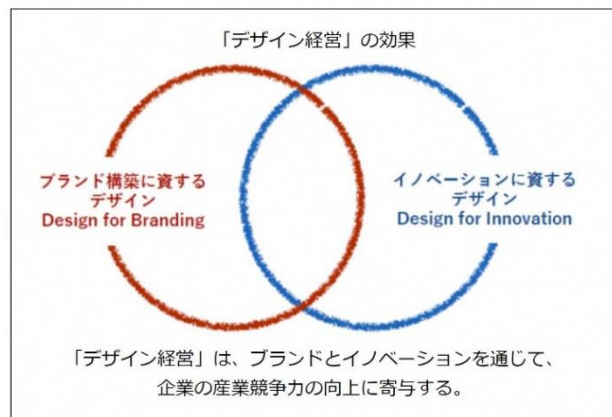 「デザイン経営」の効果
ブランド構築に資する
デザイン
Design for Branding
イノベーションに資する
デザイン
Design for Innovation
「デザイン経営」は、ブランドとイノベーションを通じて、
企業の産業競争力の向上に寄与する。